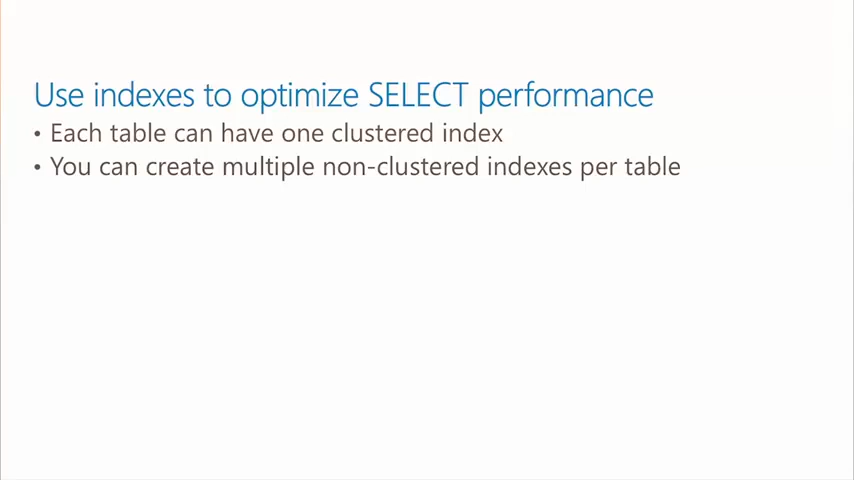 Use indexes to optimize SELECT performance
• Each table can have one clustered index
• You can create multiple non-clustered indexes per table